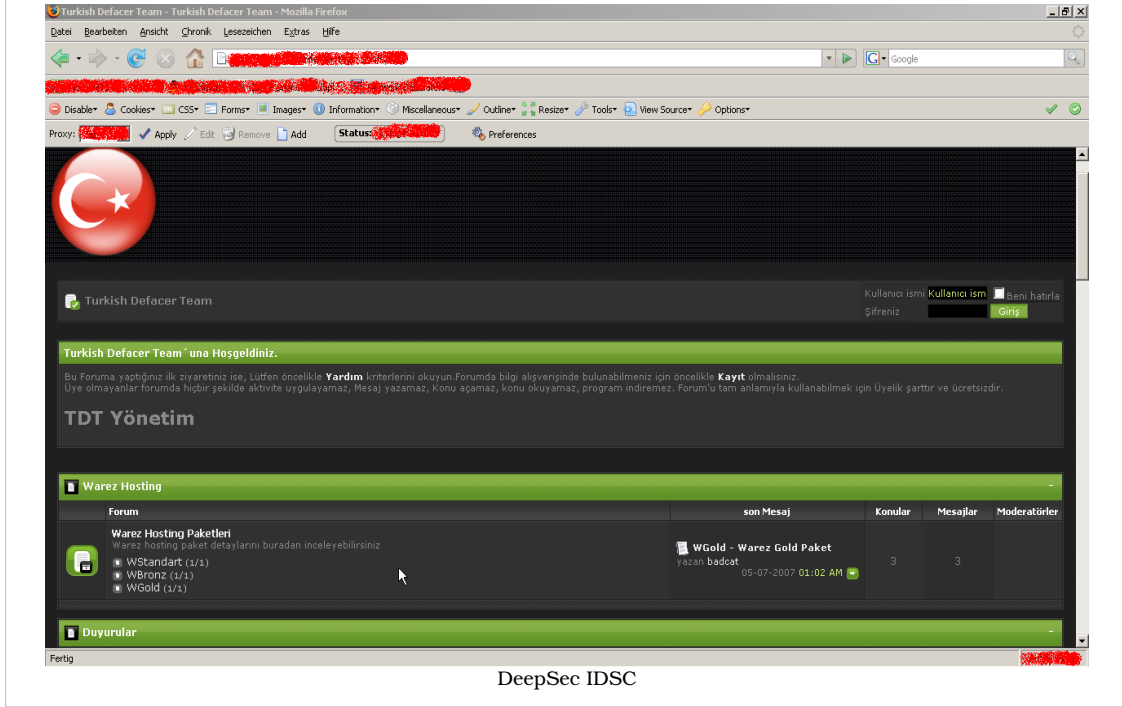 Turkish Defacer Team - Turkish Defacer Team - Mozilla Firefox
Datei Bearbeiten Ansicht Chronik Lesezeichen Extras Hilfe
G Google
Disable Cookies CSS Forms Images Information Miscellaneous Outline Resize Tools View Source Options
Proxy: Apply Edit Remove Add Status: Preferences
Turkish Defacer Team
Kullanıcı ismi Kullanıcı ism Beni hatırla
Şifreniz Giriş
Turkish Defacer Team´una Hoşgeldiniz.
Bu Foruma yaptığınız ilk ziyaretiniz ise, Lütfen öncelikle Yardım kriterlerini okuyun.Forumda bilgi alışverişinde bulunabilmeniz için öncelikle Kayıt olmalısınız.
Üye olmayanlar forumda hiçbir şekilde aktivite uygulayamaz, Mesaj yazamaz, Konu açamaz, konu okuyamaz, program indiremez. Forum'u tam anlamıyla kullanabilmek için Üyelik şarttır ve ücretsizdir.
TDT Yönetim
Warez Hosting
Forum son Mesaj Konular Mesajlar Moderatörler
Warez Hosting Paketleri
Warez hosting paket detaylarını buradan inceleyebilirsiniz
WStandart (1/1)
WBronz (1/1)
WGold (1/1)
WGold - Warez Gold Paket
yazan badcat
05-07-2007 01:02 AM
3
3
Duyurular
Fertig
DeepSec IDSC